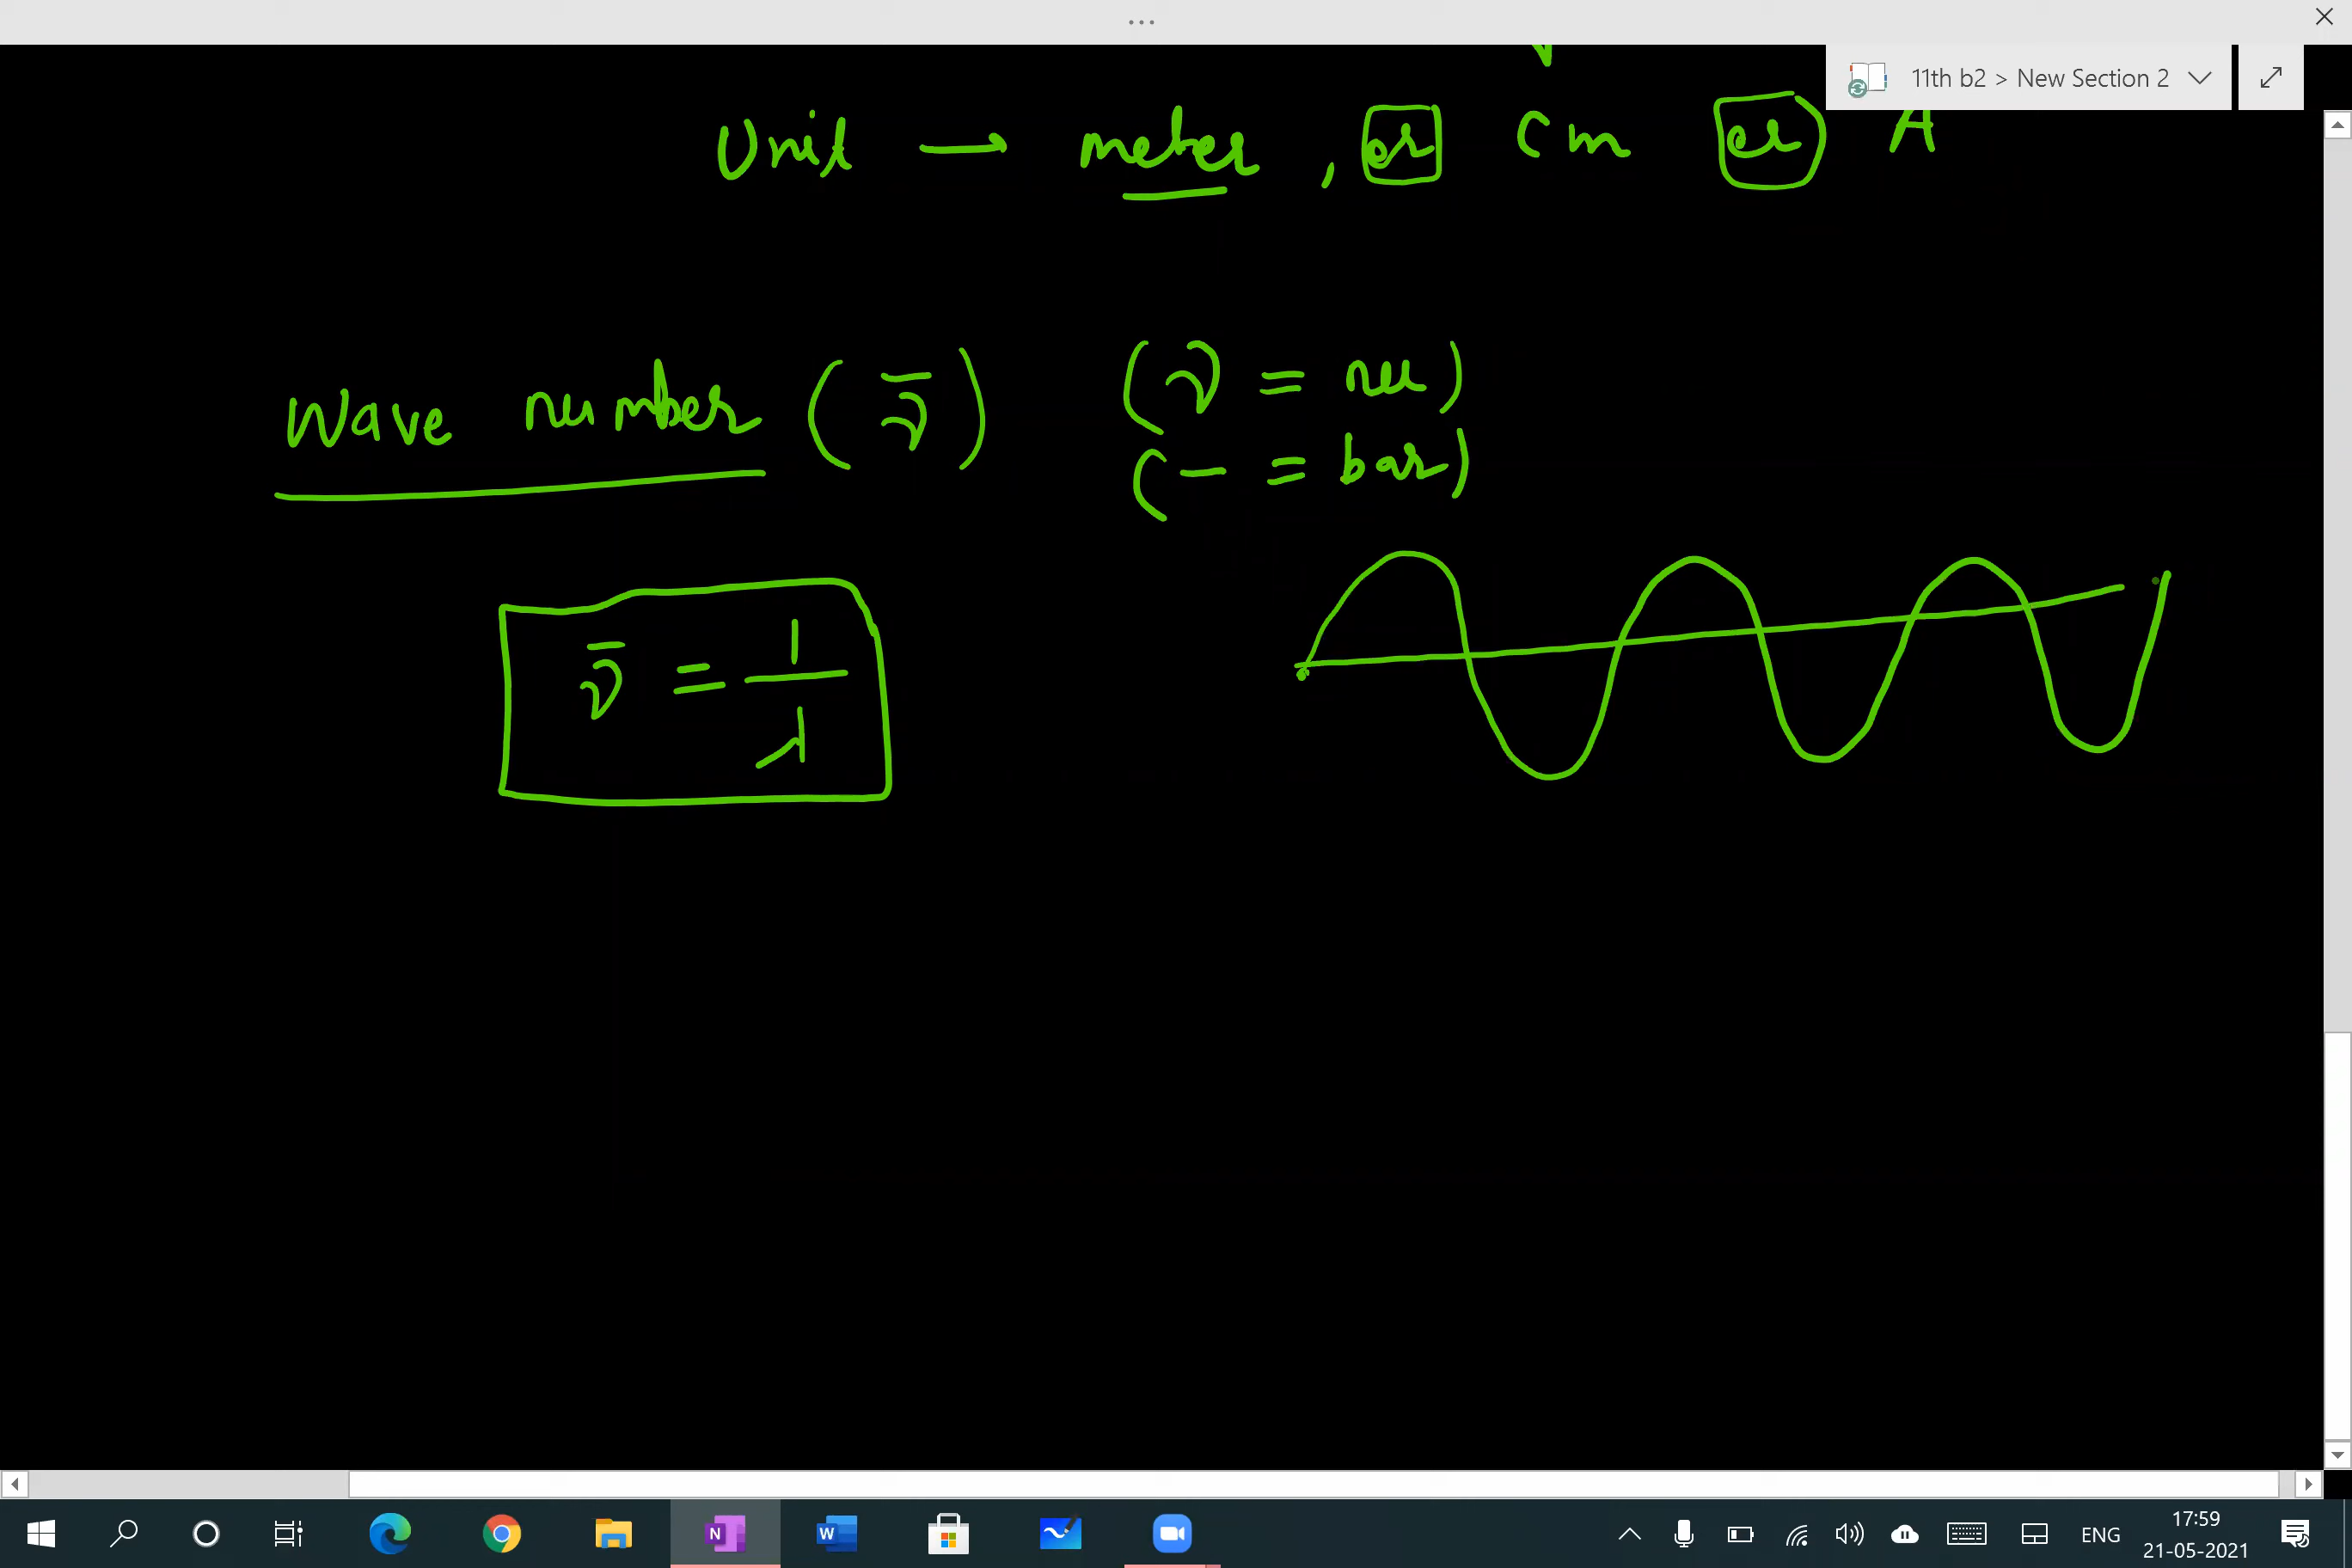 11th b2 > New Section 2
Unit → meter, or cm or A
Wave number (ν̄) (ν = neu)
(– = bar)
ν̄ = 1/λ
ENG 17:59
21-05-2021